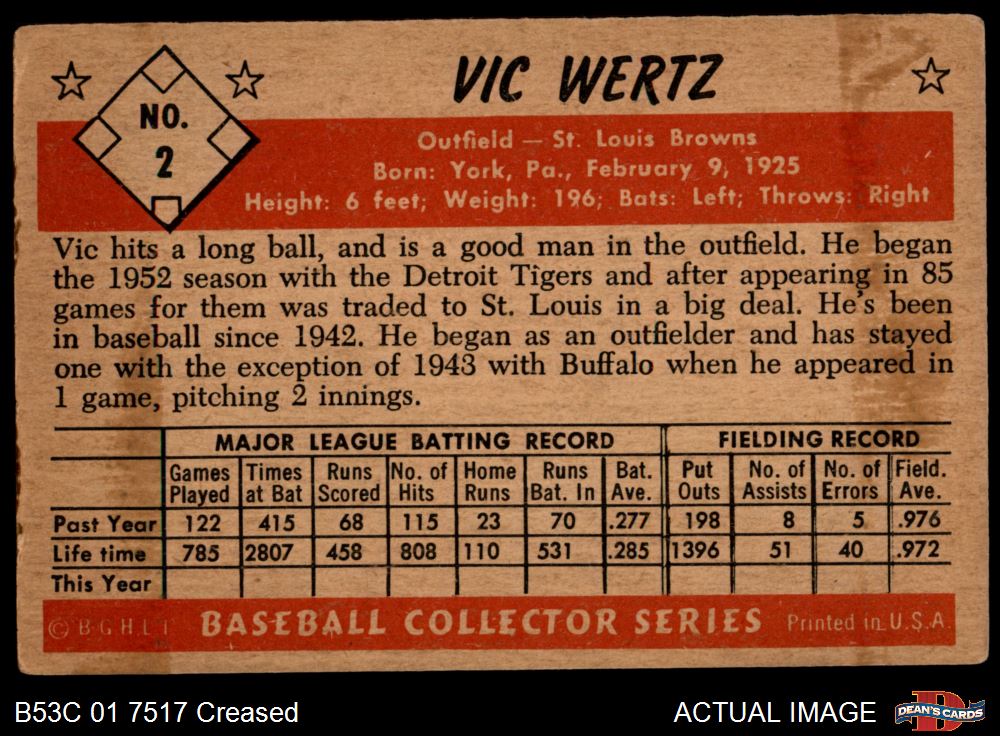 VIC WERTZ
NO.
2
Outfield — St. Louis Browns
Born: York, Pa., February 9, 1925
Height: 6 feet; Weight: 196; Bats: Left; Throws: Right
Vic hits a long ball, and is a good man in the outfield. He began
the 1952 season with the Detroit Tigers and after appearing in 85
games for them was traded to St. Louis in a big deal. He's been
in baseball since 1942. He began as an outfielder and has stayed
one with the exception of 1943 with Buffalo when he appeared in
1 game, pitching 2 innings.
MAJOR LEAGUE BATTING RECORD FIELDING RECORD
Games Times Runs No. of Home Runs Bat. Put No. of No. of Field.
Played at Bat Scored Hits Runs Bat. In Ave. Outs Assists Errors Ave.
Past Year 122 415 68 115 23 70 .277 198 8 5 .976
Life time 785 2807 458 808 110 531 .285 1396 51 40 .972
This Year
© B.G.H.L.I. BASEBALL COLLECTOR SERIES Printed in U.S.A.
B53C 01 7517 Creased ACTUAL IMAGE DEAN'S CARDS